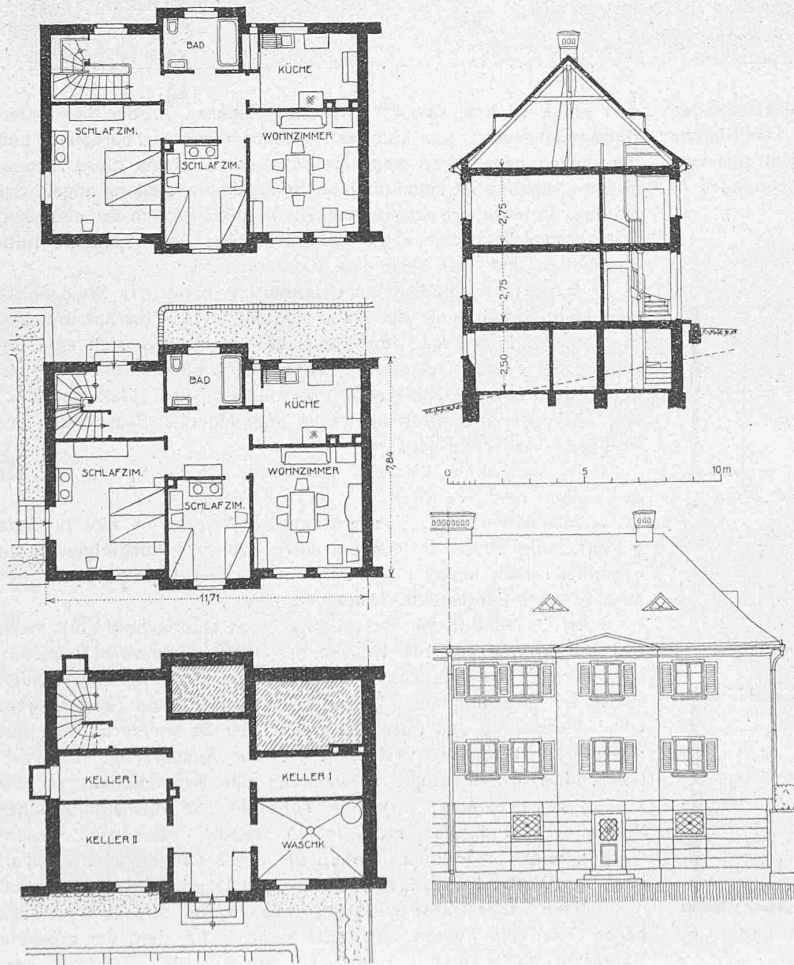 BAD
KÜCHE
SCHLAFZIM.
SCHLAFZIM.
WOHNZIMMER
2,75
2,75
2,50
BAD
KÜCHE
SCHLAFZIM.
SCHLAFZIM.
WOHNZIMMER
7,84
11,71
0 5 10 m
KELLER I
KELLER I
KELLER II
WASCHK